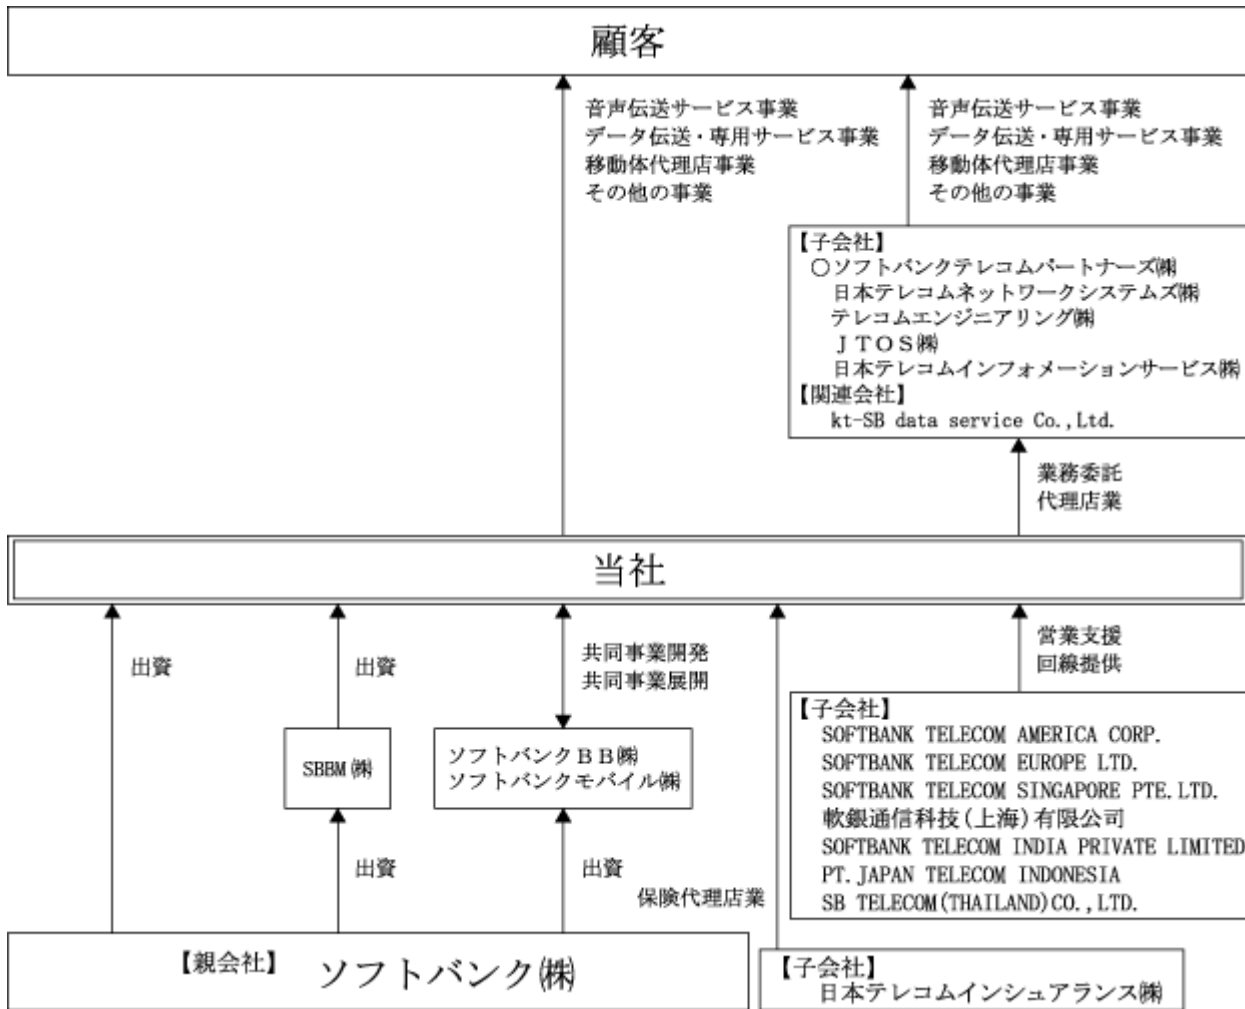 顧客
音声伝送サービス事業
データ伝送・専用サービス事業
移動体代理店事業
その他の事業
音声伝送サービス事業
データ伝送・専用サービス事業
移動体代理店事業
その他の事業
【子会社】
○ソフトバンクテレコムパートナーズ㈱
日本テレコムネットワークシステムズ㈱
テレコムエンジニアリング㈱
ＪＴＯＳ㈱
日本テレコムインフォメーションサービス㈱
【関連会社】
kt-SB data service Co.,Ltd.
業務委託
代理店業
当社
出資
出資
共同事業開発
共同事業展開
営業支援
回線提供
SBBM㈱
ソフトバンクＢＢ㈱
ソフトバンクモバイル㈱
【子会社】
SOFTBANK TELECOM AMERICA CORP.
SOFTBANK TELECOM EUROPE LTD.
SOFTBANK TELECOM SINGAPORE PTE.LTD.
軟銀通信科技(上海)有限公司
SOFTBANK TELECOM INDIA PRIVATE LIMITED
PT.JAPAN TELECOM INDONESIA
SB TELECOM(THAILAND)CO.,LTD.
出資
出資
保険代理店業
【親会社】 ソフトバンク㈱
【子会社】
日本テレコムインシュアランス㈱